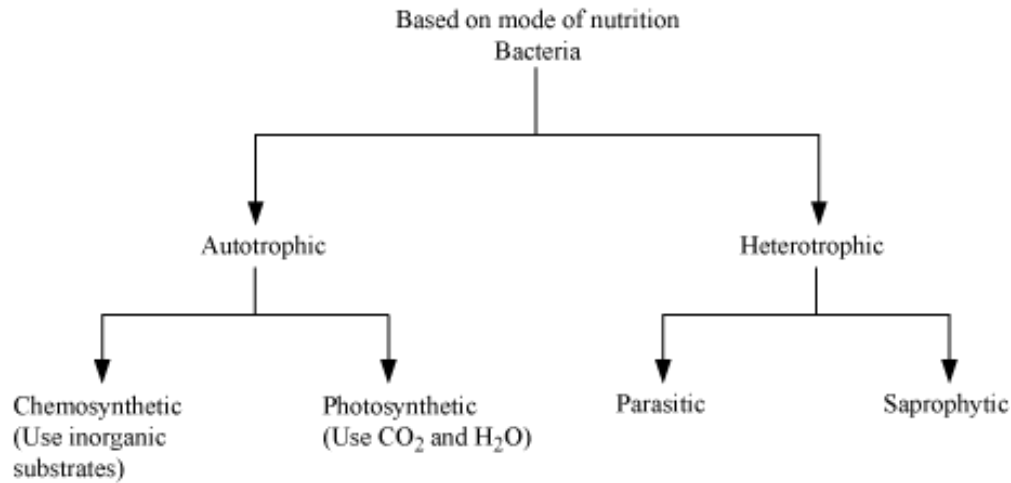 Based on mode of nutrition
Bacteria
Autotrophic
Heterotrophic
Chemosynthetic
(Use inorganic
substrates)
Photosynthetic
(Use CO₂ and H₂O)
Parasitic
Saprophytic